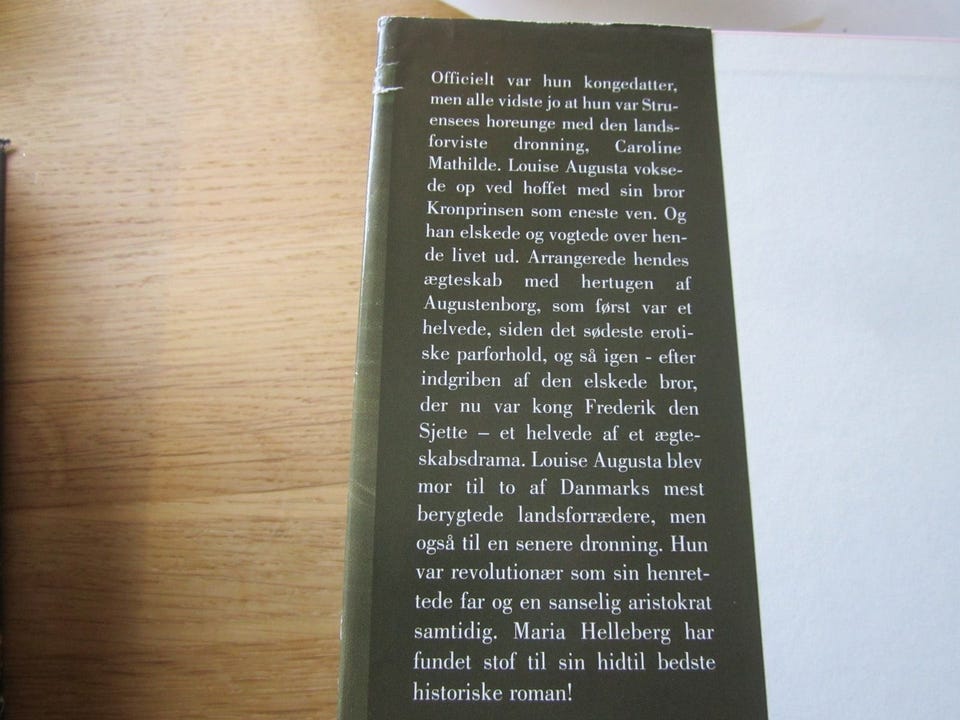 Officielt var hun kongedatter,
men alle vidste jo at hun var Stru-
ensees horeunge med den lands-
forviste dronning, Caroline
Mathilde. Louise Augusta vokse-
de op ved hoffet med sin bror
Kronprinsen som eneste ven. Og
han elskede og vogtede over hen-
de livet ud. Arrangerede hendes
ægteskab med hertugen af
Augustenborg, som først var et
helvede, siden det sødeste eroti-
ske parforhold, og så igen - efter
indgriben af den elskede bror,
der nu var kong Frederik den
Sjette – et helvede af et ægte-
skabsdrama. Louise Augusta blev
mor til to af Danmarks mest
berygtede landsforrædere, men
også til en senere dronning. Hun
var revolutionær som sin henret-
tede far og en sanselig aristokrat
samtidig. Maria Helleberg har
fundet stof til sin hidtil bedste
historiske roman!